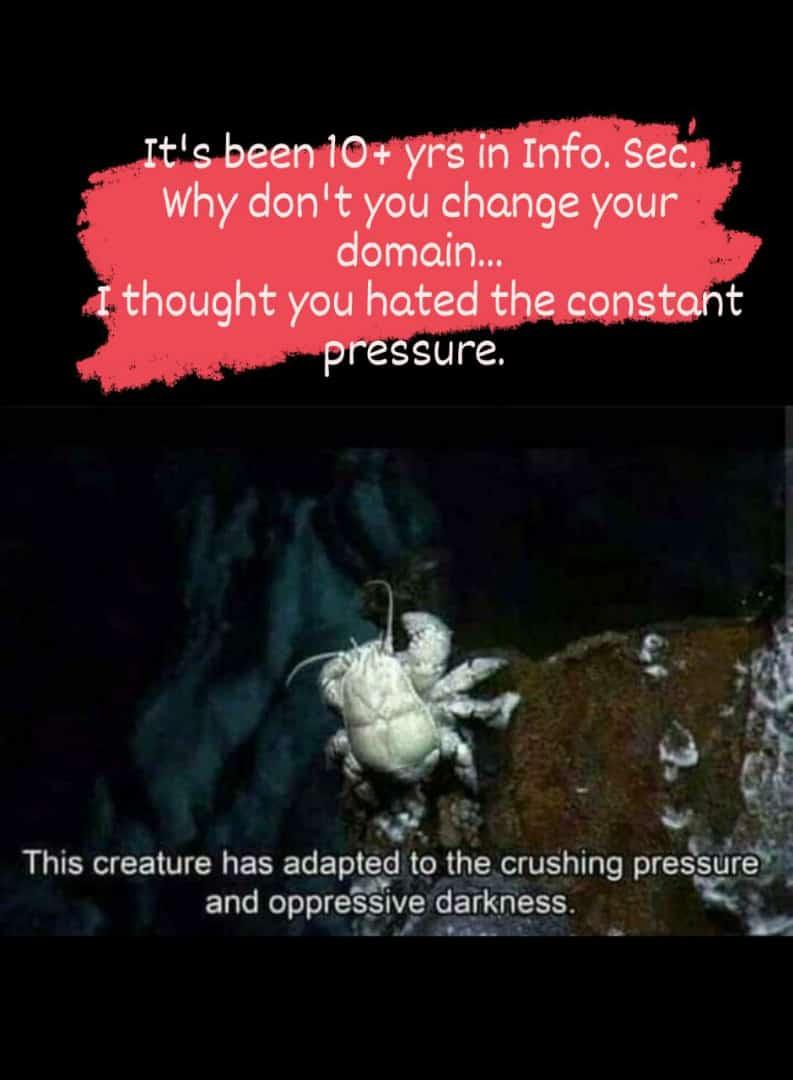 It's been 10+ yrs in Info. Sec.
Why don't you change your
domain...
I thought you hated the constant
pressure.
This creature has adapted to the crushing pressure
and oppressive darkness.